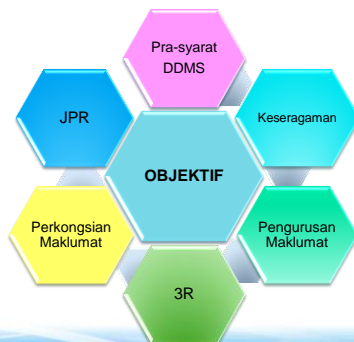 Pra-syarat
DDMS
JPR
Keseragaman
OBJEKTIF
Perkongsian
Maklumat
Pengurusan
Maklumat
3R